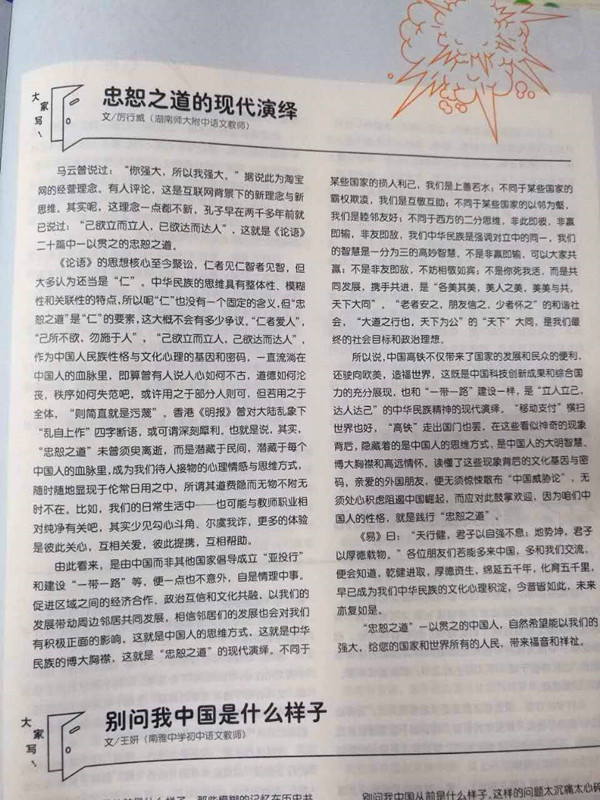 大家写！
忠恕之道的现代演绎
文/厉行威（湖南师大附中语文教师）
马云曾说过：“你强大，所以我强大。”据说此为淘宝
网的经营理念。有人评论，这是互联网背景下的新理念与新
思维。其实呢，这理念一点都不新，孔子早在两千多年前就
已说过：“己欲立而立人，已欲达而达人”，这就是《论语》
二十篇中一以贯之的忠恕之道。
《论语》的思想核心至今聚讼，仁者见仁智者见智，但
大多认为还当是“仁”。中华民族的思维具有整体性、模糊
性和关联性的特点，所以呢“仁”也没有一个固定的含义，但“忠
恕之道”是“仁”的要素，这大概不会有多少争议。“仁者爱人”，
“己所不欲，勿施于人”，“己欲立而立人，己欲达而达人”，
作为中国人民族性格与文化心理的基因和密码，一直流淌在
中国人的血脉里，即算曾有人说人心如何不古，道德如何沦
丧，秩序如何失范吧，或许用之于部分人则可，但若用之于
全体，“则简直就是污蔑”。香港《明报》曾对大陆乱象下
“乱自上作”四字断语，或可谓深刻犀利，也就是说，其实，
“忠恕之道”未曾须臾离逝，而是潜藏于民间，潜藏于每个
中国人的血脉里，成为我们待人接物的心理情感与思维方式，
随时随地显现于伦常日用之中，所谓其道费隐而无物不附无
时不在。比如，我们的日常生活中——也可能与教师职业相
对纯净有关吧，其实少见勾心斗角、尔虞我诈，更多的体验
是彼此关心，互相关爱，彼此提携，互相帮助。
由此看来，是由中国而非其他国家倡导成立“亚投行”
和建设“一带一路”等，便一点也不意外，自是情理中事，
促进区域之间的经济合作、政治互信和文化共融，以我们的
发展带动周边邻居共同发展，相信邻居们的发展也会对我们
有积极正面的影响。这就是中国人的思维方式，这就是中华
民族的博大胸襟，这就是“忠恕之道”的现代演绎。不同于
某些国家的损人利己，我们是上善若水；不同于某些国家的
霸权欺凌，我们是互敬互助；不同于某些国家的以邻为壑，
我们是睦邻友好；不同于西方的二分思维，非此即彼，非赢
即输，非友即敌，我们中华民族是强调对立中的同一，我们
的智慧是一分为三的高妙智慧，不是非赢即输，可以大家共
赢；不是非友即敌，不妨相敬如宾；不是你死我活，而是共
同发展，携手共进，是“各美其美，美人之美，美美与共，
天下大同”。“老者安之，朋友信之，少者怀之”的和谐社
会，“大道之行也，天下为公”的“天下”大同，是我们最
终的社会目标和政治理想。
所以说，中国高铁不仅带来了国家的发展和民众的便利，
还驶向欧美，造福世界，这既是中国科技创新成果和综合国
力的充分展现，也和“一带一路”建设一样，是“立人立己，
达人达己”的中华民族精神的现代演绎。“移动支付”横扫
世界也好，“高铁”走出国门也罢，在这些看似神奇的现象
背后，隐藏着的是中国人的思维方式，是中国人的大明智慧、
博大胸襟和高远情怀，读懂了这些现象背后的文化基因与密
码，亲爱的外国朋友，便无须惊悚散布“中国威胁论”，无
须处心积虑阻遏中国崛起，而应对此鼓掌欢迎，因为咱们中
国人的性格，就是践行“忠恕之道”。
《易》曰：“天行健，君子以自强不息；地势坤，君子
以厚德载物。”各位朋友们若能多来中国，多和我们交流，
便会知道，乾健进取，厚德资生，绵延五千年，化育五千里，
早已成为我们中华民族的文化心理积淀，今昔皆如此，未来
亦复如是。
“忠恕之道”一以贯之的中国人，自然希望能以我们的
强大，给您的国家和世界所有的人民，带来福音和祥祉。
大家写！
别问我中国是什么样子
文/王妍（南雅中学初中语文教师）
别问我中国从前是什么样子，这样的问题太沉痛太心碎